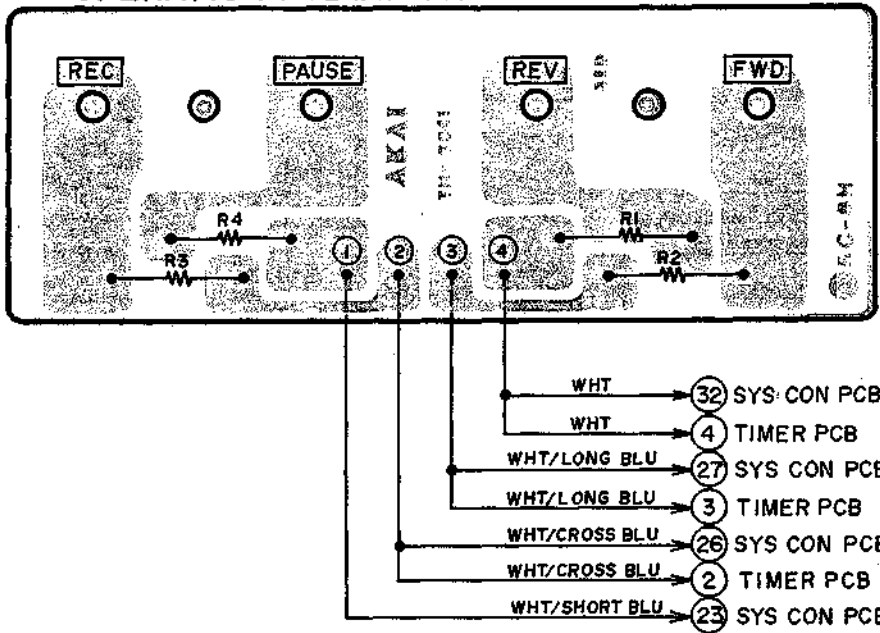 REC PAUSE REV FWD
AKAI
R4 R1
R3 R2
1 2 3 4
WHT 32 SYS CON PCB
WHT 4 TIMER PCB
WHT/LONG BLU 27 SYS CON PCB
WHT/LONG BLU 3 TIMER PCB
WHT/CROSS BLU 26 SYS CON PCB
WHT/CROSS BLU 2 TIMER PCB
WHT/SHORT BLU 23 SYS CON PCB